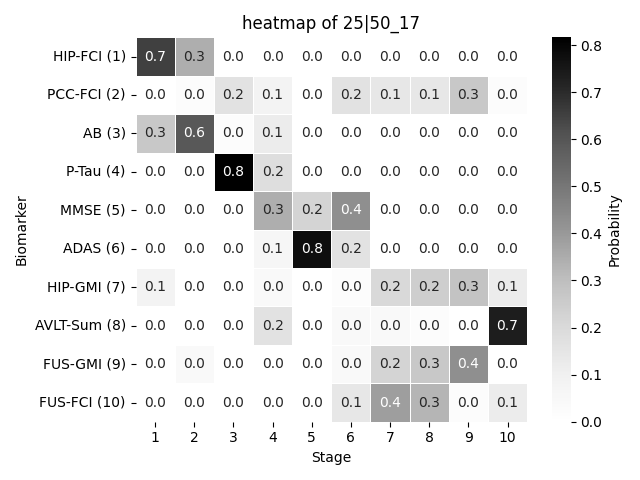 heatmap of 25|50_17
HIP-FCI (1) 0.7 0.3 0.0 0.0 0.0 0.0 0.0 0.0 0.0 0.0
PCC-FCI (2) 0.0 0.0 0.2 0.1 0.0 0.2 0.1 0.1 0.3 0.0
AB (3) 0.3 0.6 0.0 0.1 0.0 0.0 0.0 0.0 0.0 0.0
P-Tau (4) 0.0 0.0 0.8 0.2 0.0 0.0 0.0 0.0 0.0 0.0
MMSE (5) 0.0 0.0 0.0 0.3 0.2 0.4 0.0 0.0 0.0 0.0
ADAS (6) 0.0 0.0 0.0 0.1 0.8 0.2 0.0 0.0 0.0 0.0
HIP-GMI (7) 0.1 0.0 0.0 0.0 0.0 0.0 0.2 0.2 0.3 0.1
AVLT-Sum (8) 0.0 0.0 0.0 0.2 0.0 0.0 0.0 0.0 0.0 0.7
FUS-GMI (9) 0.0 0.0 0.0 0.0 0.0 0.0 0.2 0.3 0.4 0.0
FUS-FCI (10) 0.0 0.0 0.0 0.0 0.0 0.1 0.4 0.3 0.0 0.1
1 2 3 4 5 6 7 8 9 10
Stage
Biomarker
0.8
0.7
0.6
0.5
0.4
0.3
0.2
0.1
0.0
Probability